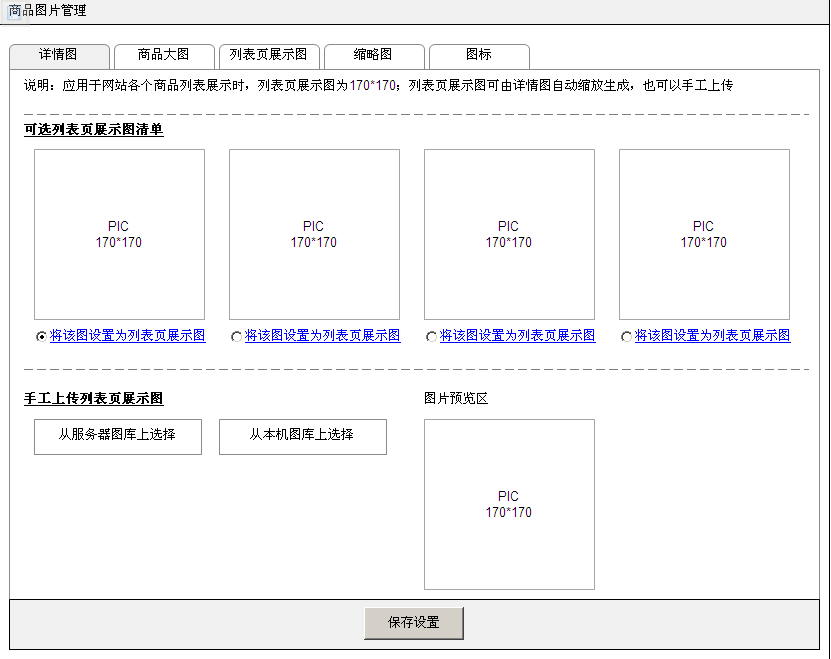 商品图片管理
详情图 商品大图 列表页展示图 缩略图 图标
说明：应用于网站各个商品列表展示时，列表页展示图为170*170；列表页展示图可由详情图自动缩放生成，也可以手工上传
可选列表页展示图清单
PIC PIC PIC PIC
170*170 170*170 170*170 170*170
将该图设置为列表页展示图 将该图设置为列表页展示图 将该图设置为列表页展示图 将该图设置为列表页展示图
手工上传列表页展示图 图片预览区
从服务器图库上选择 从本机图库上选择
PIC
170*170
保存设置